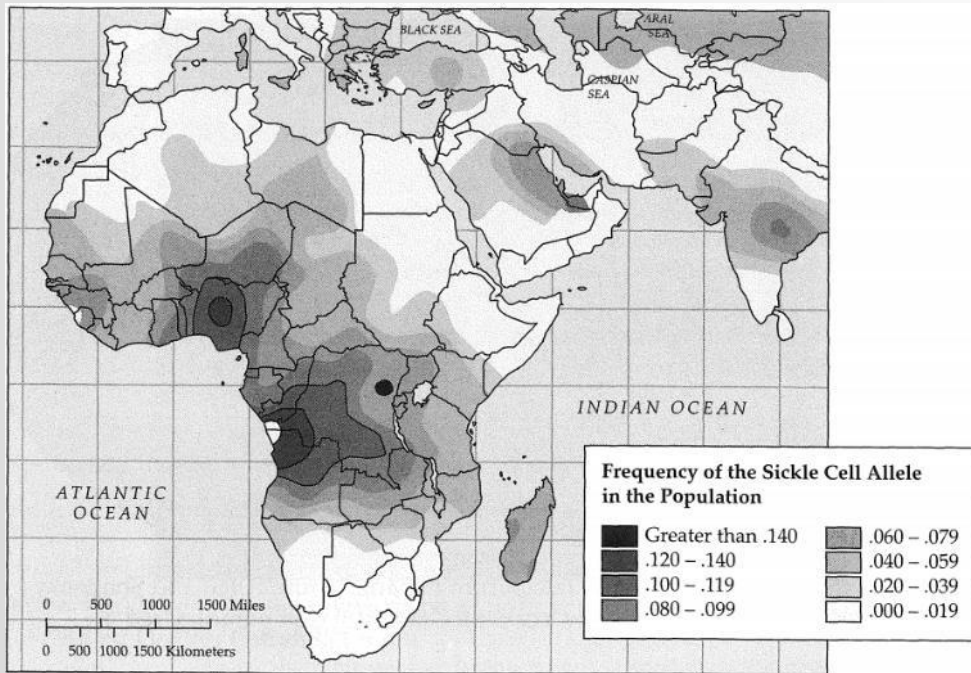 BLACK SEA
ARAL
SEA
CASPIAN
SEA
INDIAN OCEAN
ATLANTIC
OCEAN
0 500 1000 1500 Miles
0 500 1000 1500 Kilometers
Frequency of the Sickle Cell Allele
in the Population
Greater than .140
.120 – .140
.100 – .119
.080 – .099
.060 – .079
.040 – .059
.020 – .039
.000 – .019